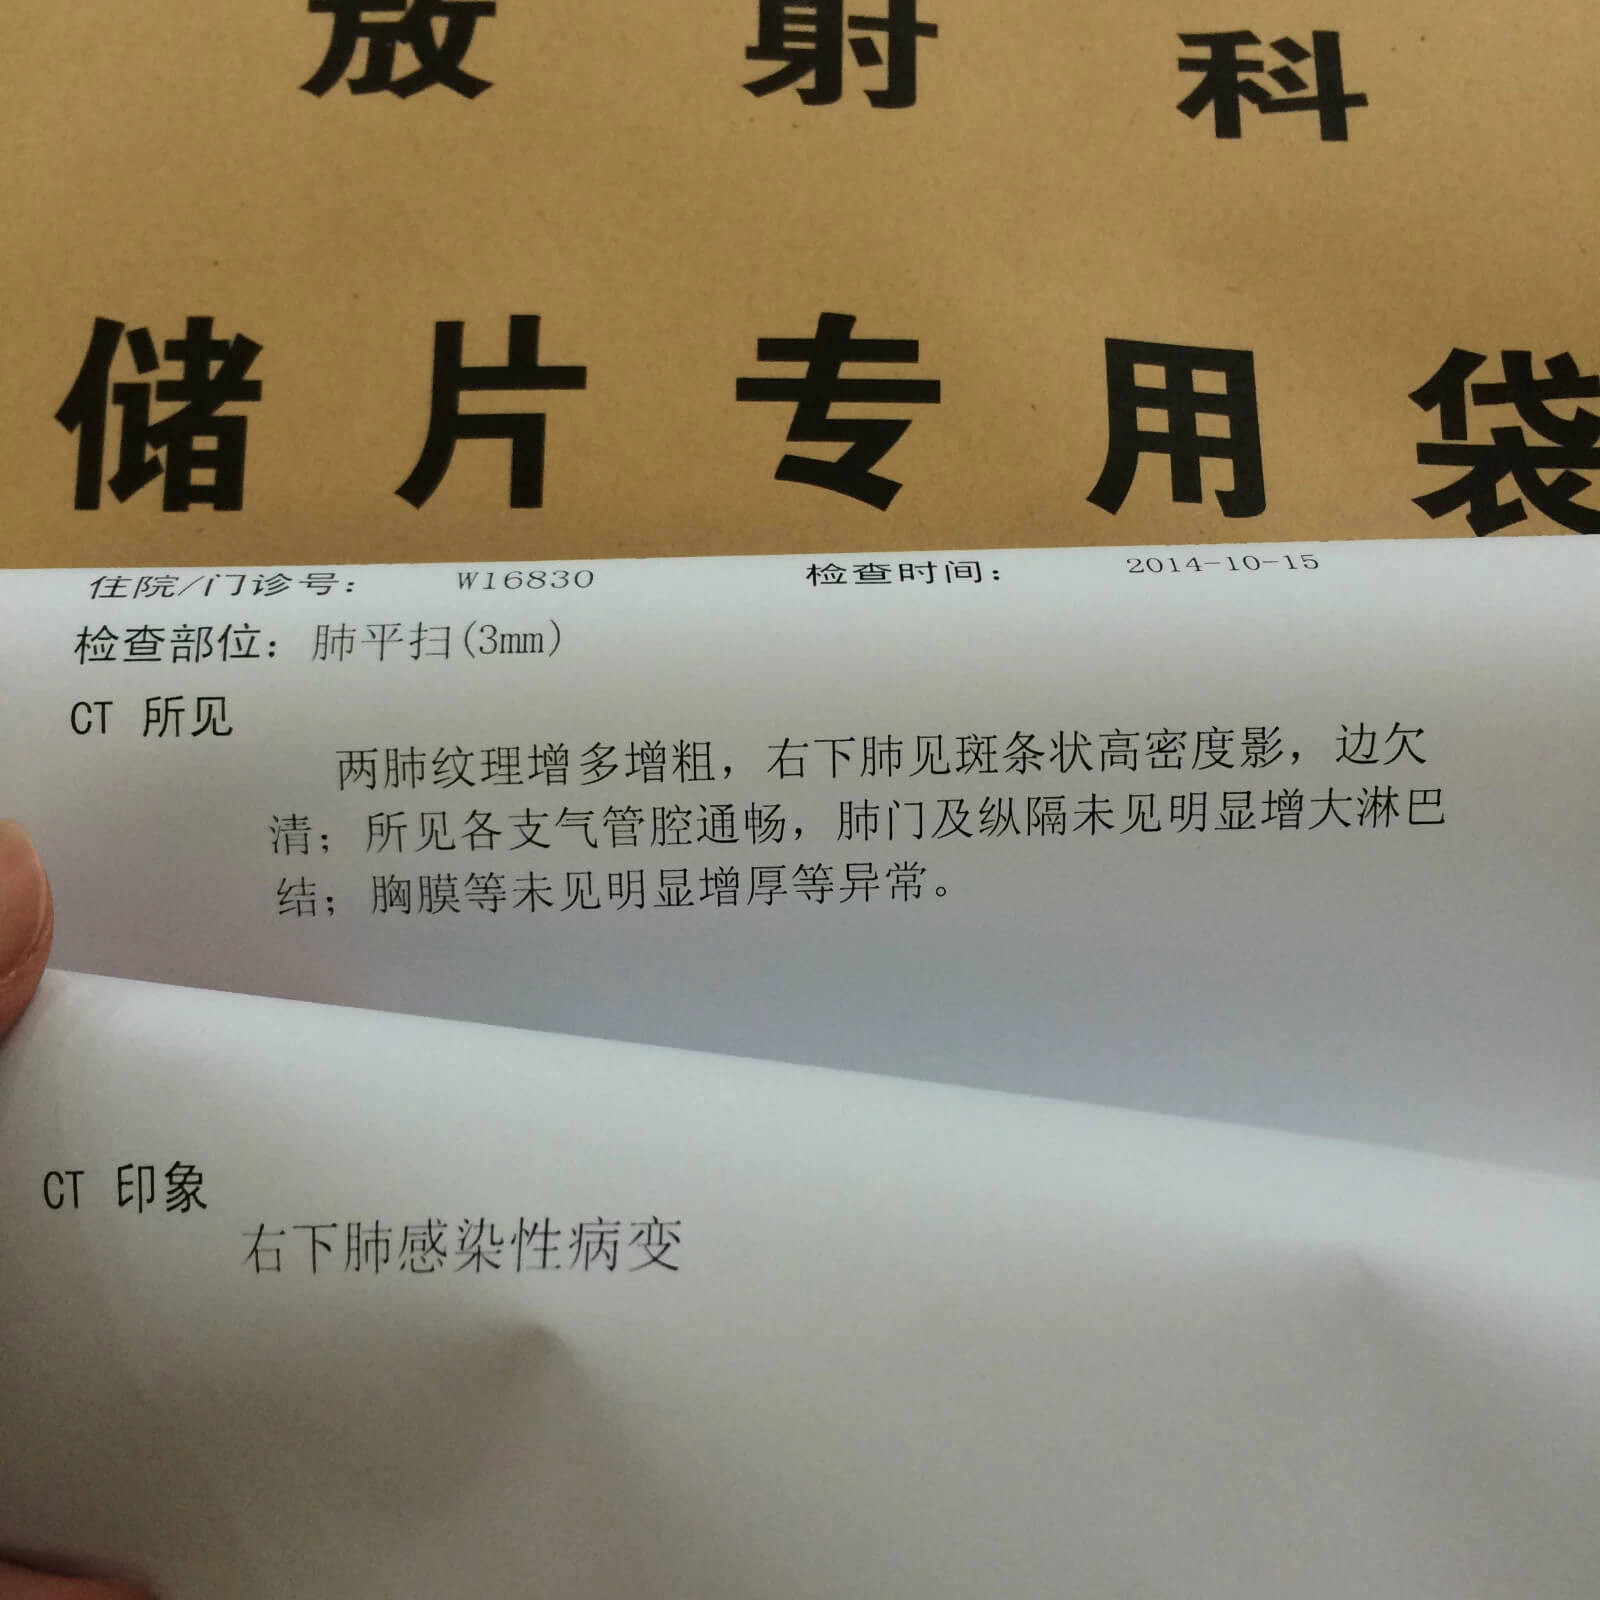 放射科
储片专用袋
住院/门诊号： W16830 检查时间： 2014-10-15
检查部位：肺平扫(3mm)
CT 所见
两肺纹理增多增粗，右下肺见斑条状高密度影，边欠
清；所见各支气管腔通畅，肺门及纵隔未见明显增大淋巴
结；胸膜等未见明显增厚等异常。
CT 印象
右下肺感染性病变